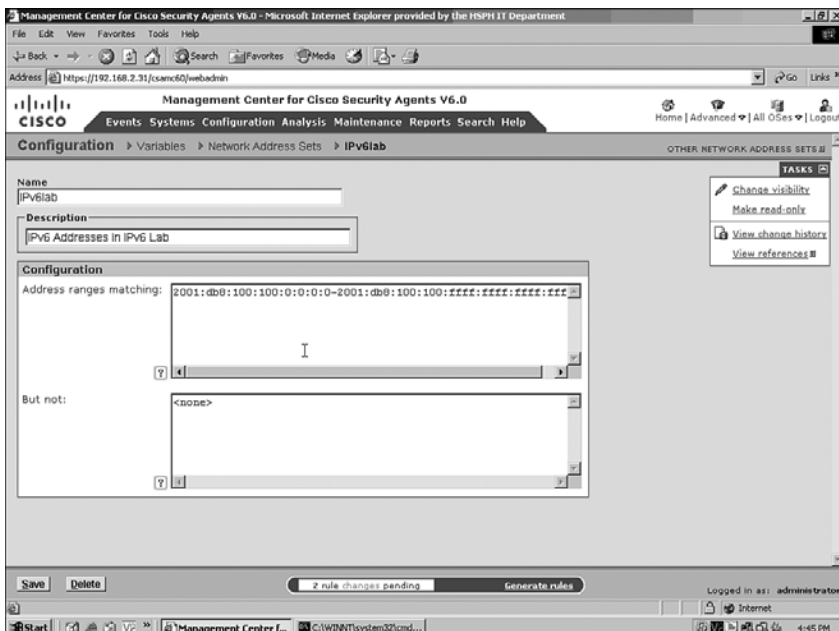 Management Center for Cisco Security Agents V6.0 - Microsoft Internet Explorer provided by the HSPH IT Department
File Edit View Favorites Tools Help
Back Search Favorites Media
Address https://192.168.2.31/csamc60/webadmin Go Links
CISCO
Management Center for Cisco Security Agents V6.0
Events Systems Configuration Analysis Maintenance Reports Search Help
Home | Advanced | All OSes | Logout
Configuration Variables Network Address Sets IPv6lab
OTHER NETWORK ADDRESS SETS
TASKS
Change visibility
Make read-only
View change history
View references
Name
IPv6lab
Description
IPv6 Addresses in IPv6 Lab
Configuration
Address ranges matching:
2001:db8:100:100:0:0:0:0-2001:db8:100:100:ffff:ffff:ffff:fff
?
But not:
<none>
?
Save Delete
2 rule changes pending Generate rules
Logged in as: administrator
Internet
Start
Management Center f...
C:\WINNT\system32\cmd....
4:45 PM